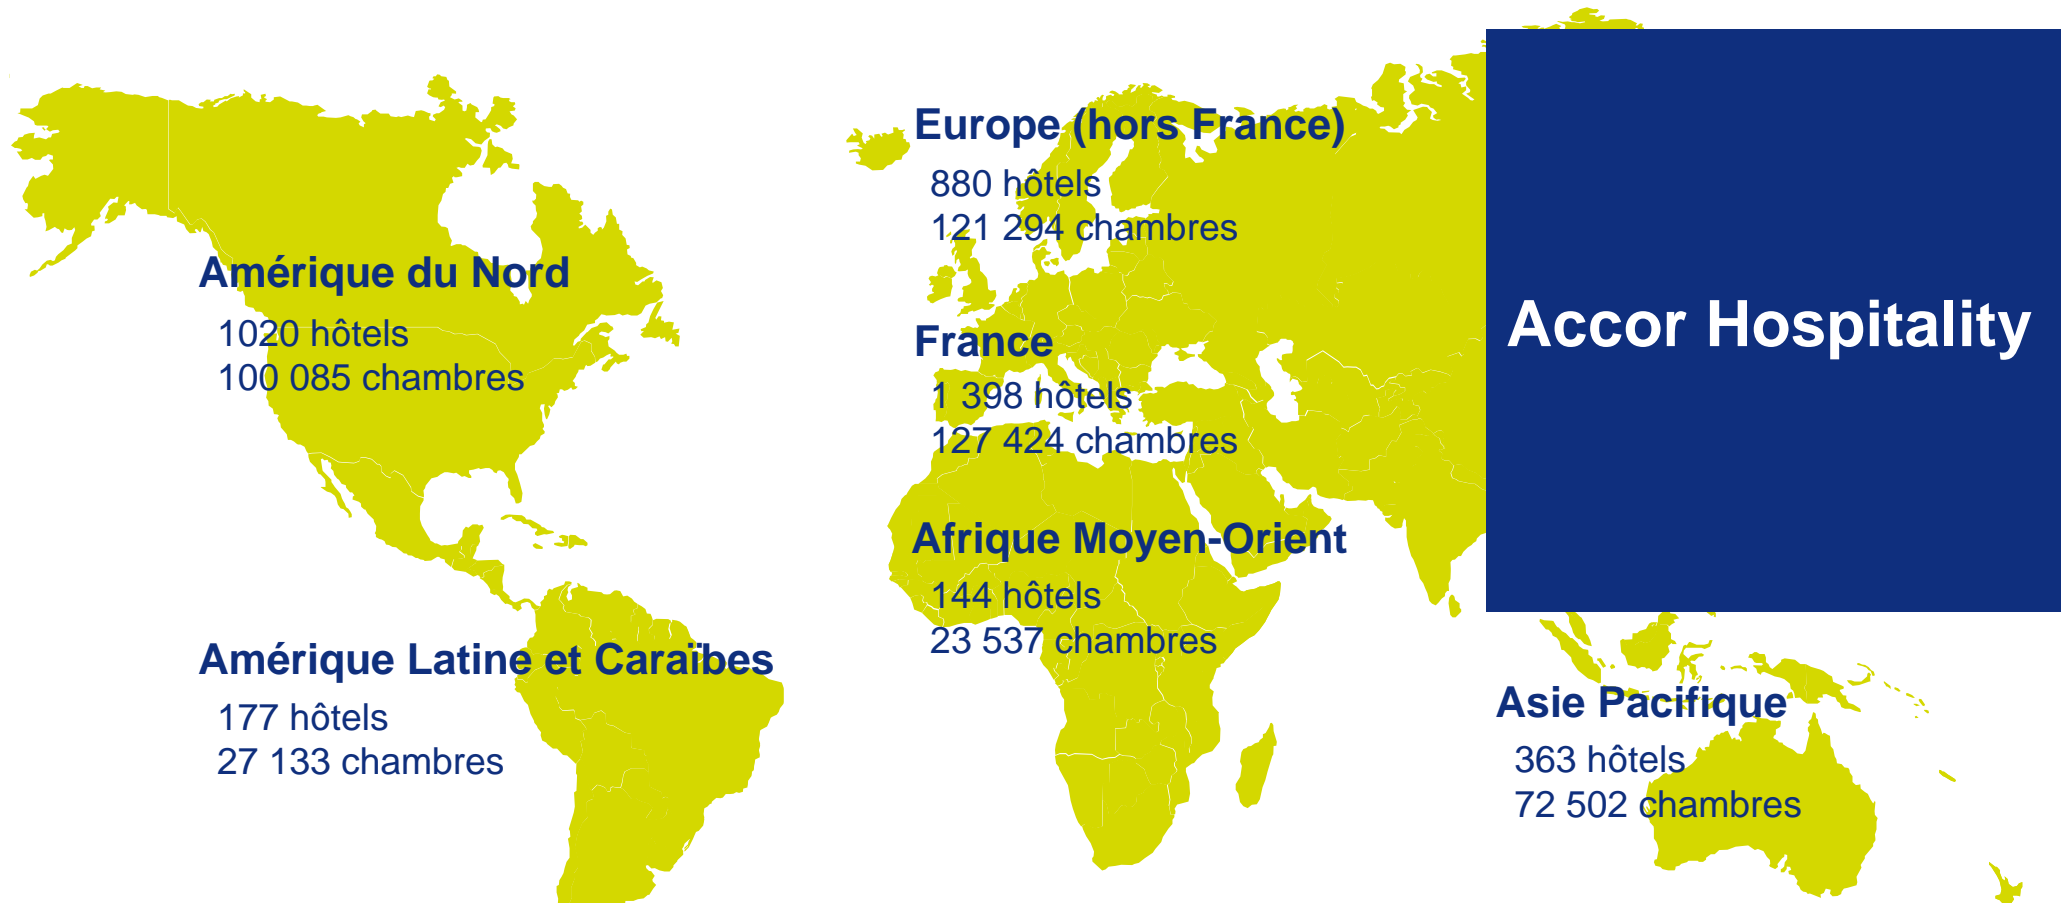 Europe (hors France)
880 hôtels
121 294 chambres
Amérique du Nord
1020 hôtels
100 085 chambres
France
1 398 hôtels
127 424 chambres
Accor Hospitality
Afrique Moyen-Orient
144 hôtels
23 537 chambres
Amérique Latine et Caraïbes
177 hôtels
27 133 chambres
Asie Pacifique
363 hôtels
72 502 chambres